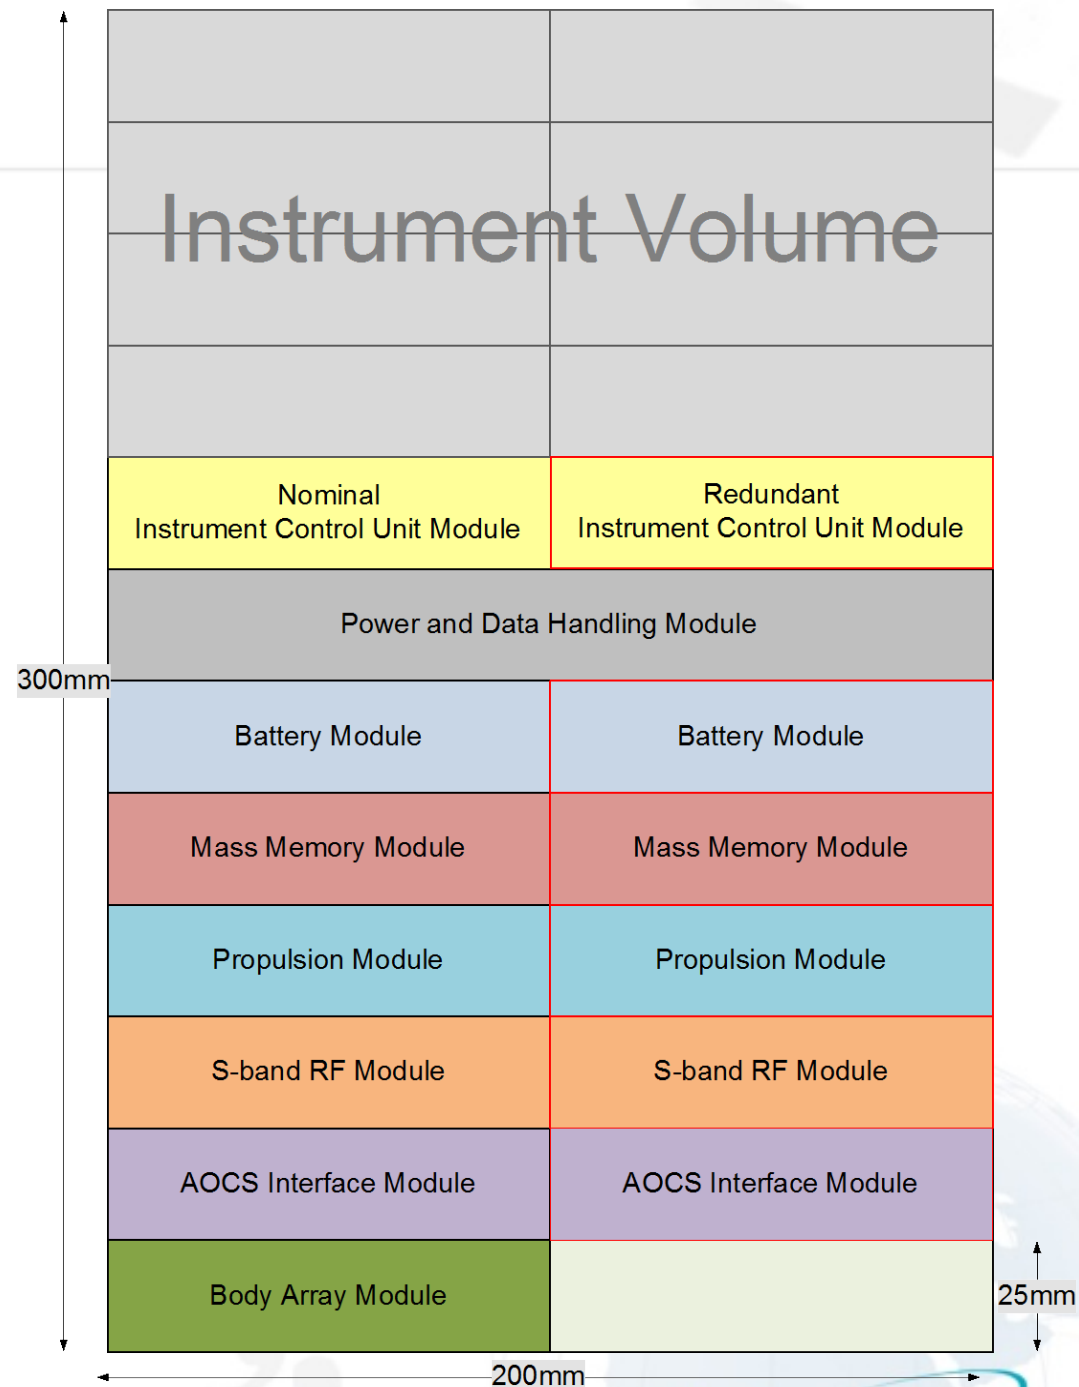 Instrument Volume
Nominal
Instrument Control Unit Module
Redundant
Instrument Control Unit Module
Power and Data Handling Module
300mm
Battery Module
Battery Module
Mass Memory Module
Mass Memory Module
Propulsion Module
Propulsion Module
S-band RF Module
S-band RF Module
AOCS Interface Module
AOCS Interface Module
Body Array Module
25mm
200mm